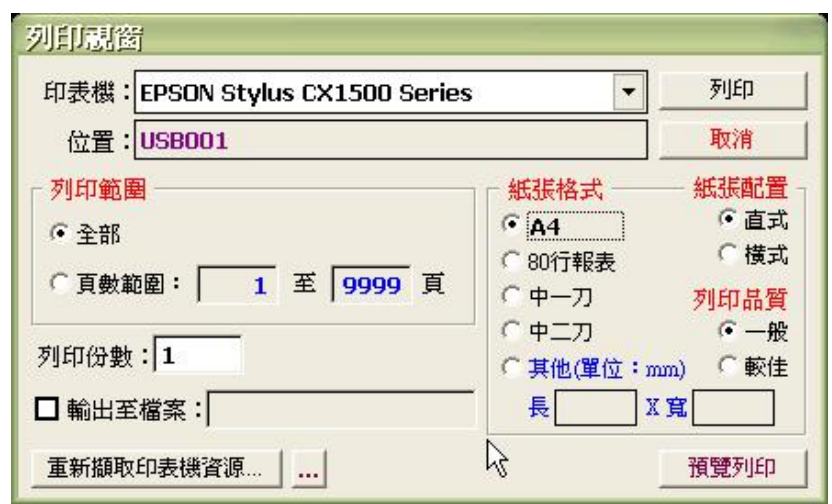 列印視窗
印表機：EPSON Stylus CX1500 Series
列印
位置：USB001
取消
列印範圍
全部
頁數範圍： 1 至 9999 頁
列印份數：1
輸出至檔案：
紙張格式
A4
80行報表
中一刀
中二刀
其他(單位：mm)
長 X 寬
紙張配置
直式
橫式
列印品質
一般
較佳
重新擷取印表機資源... ...
預覽列印